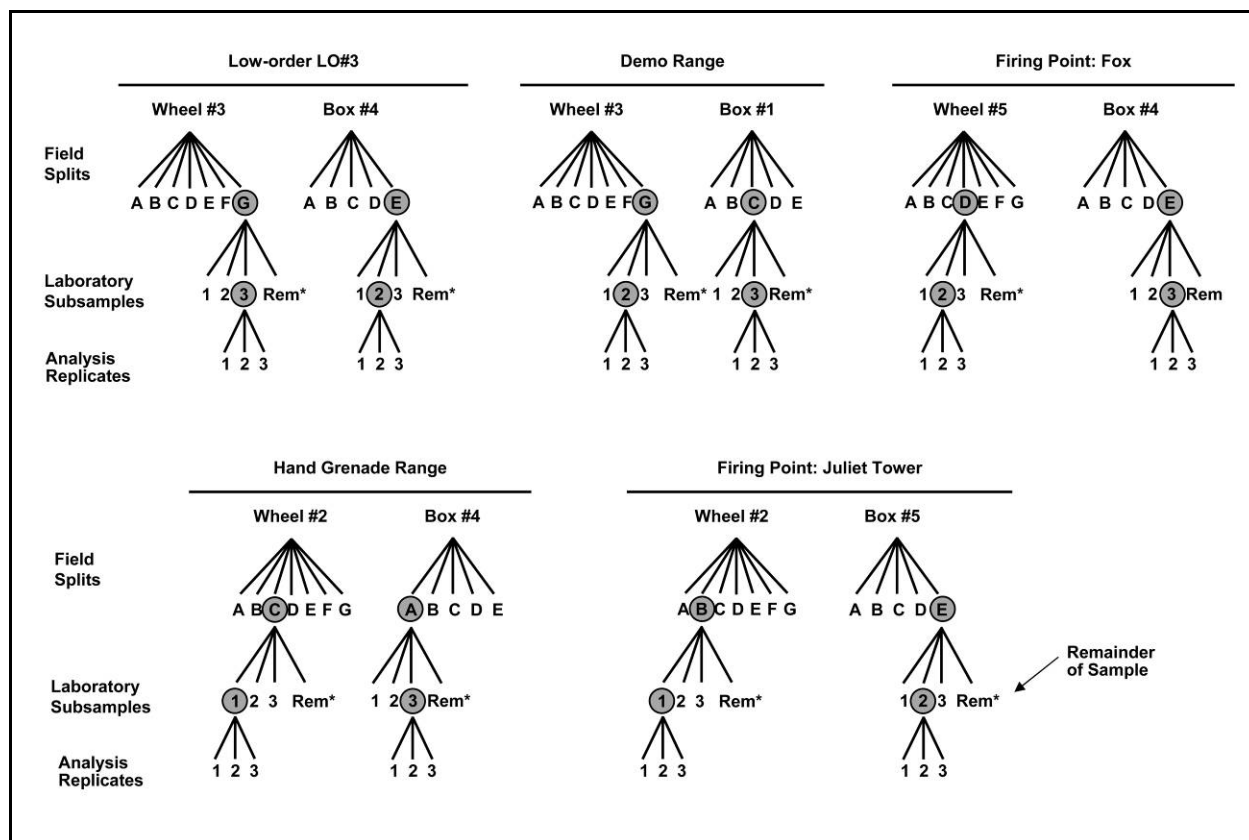 Low-order LO#3 Demo Range Firing Point: Fox
Wheel #3 Box #4 Wheel #3 Box #1 Wheel #5 Box #4
Field
Splits
A B C D E F G A B C D E A B C D E F G A B C D E A B C D E F G A B C D E
Laboratory
Subsamples
1 2 3 Rem* 1 2 3 Rem* 1 2 3 Rem* 1 2 3 Rem* 1 2 3 Rem* 1 2 3 Rem
Analysis
Replicates
1 2 3 1 2 3 1 2 3 1 2 3 1 2 3 1 2 3
Hand Grenade Range Firing Point: Juliet Tower
Wheel #2 Box #4 Wheel #2 Box #5
Field
Splits
A B C D E F G A B C D E A B C D E F G A B C D E
Remainder
of Sample
Laboratory
Subsamples
1 2 3 Rem* 1 2 3 Rem* 1 2 3 Rem* 1 2 3 Rem*
Analysis
Replicates
1 2 3 1 2 3 1 2 3 1 2 3